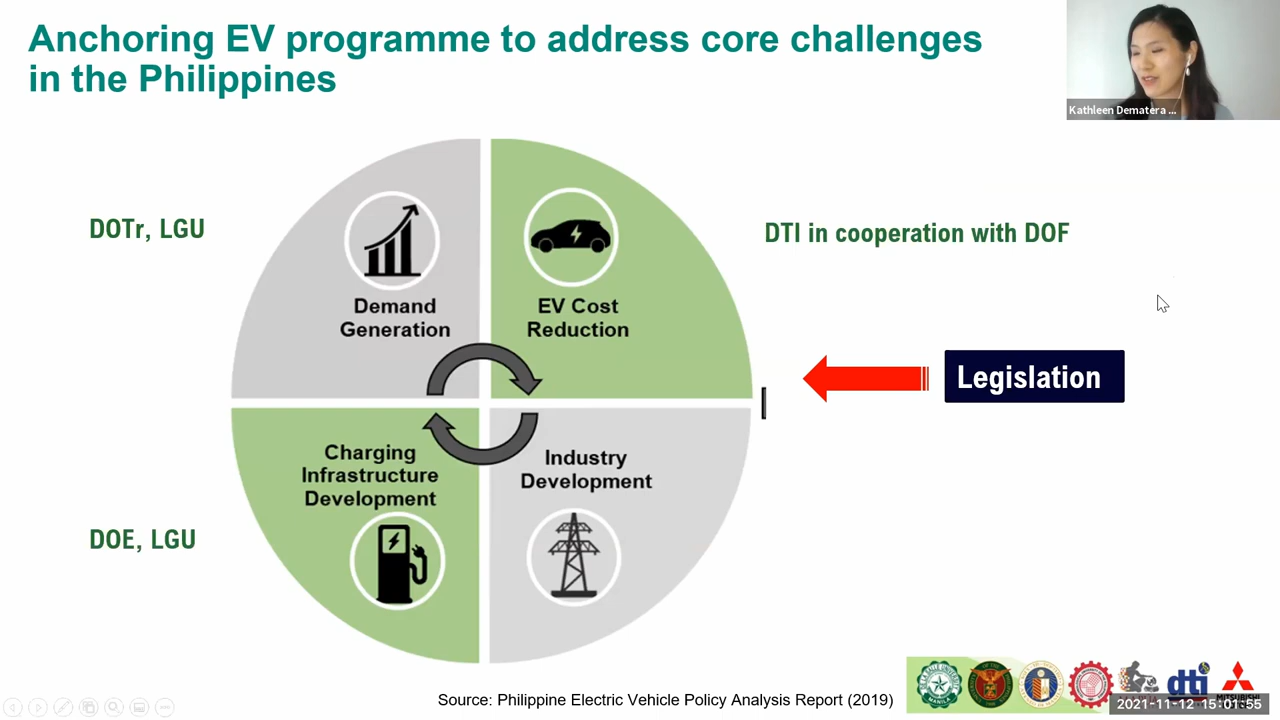 Anchoring EV programme to address core challenges
in the Philippines
Kathleen Dematera ...
DOTr, LGU
Demand
Generation
EV Cost
Reduction
DTI in cooperation with DOF
Legislation
Charging
Infrastructure
Development
Industry
Development
DOE, LGU
Source: Philippine Electric Vehicle Policy Analysis Report (2019)
dti
2021-11-12 15:01:55